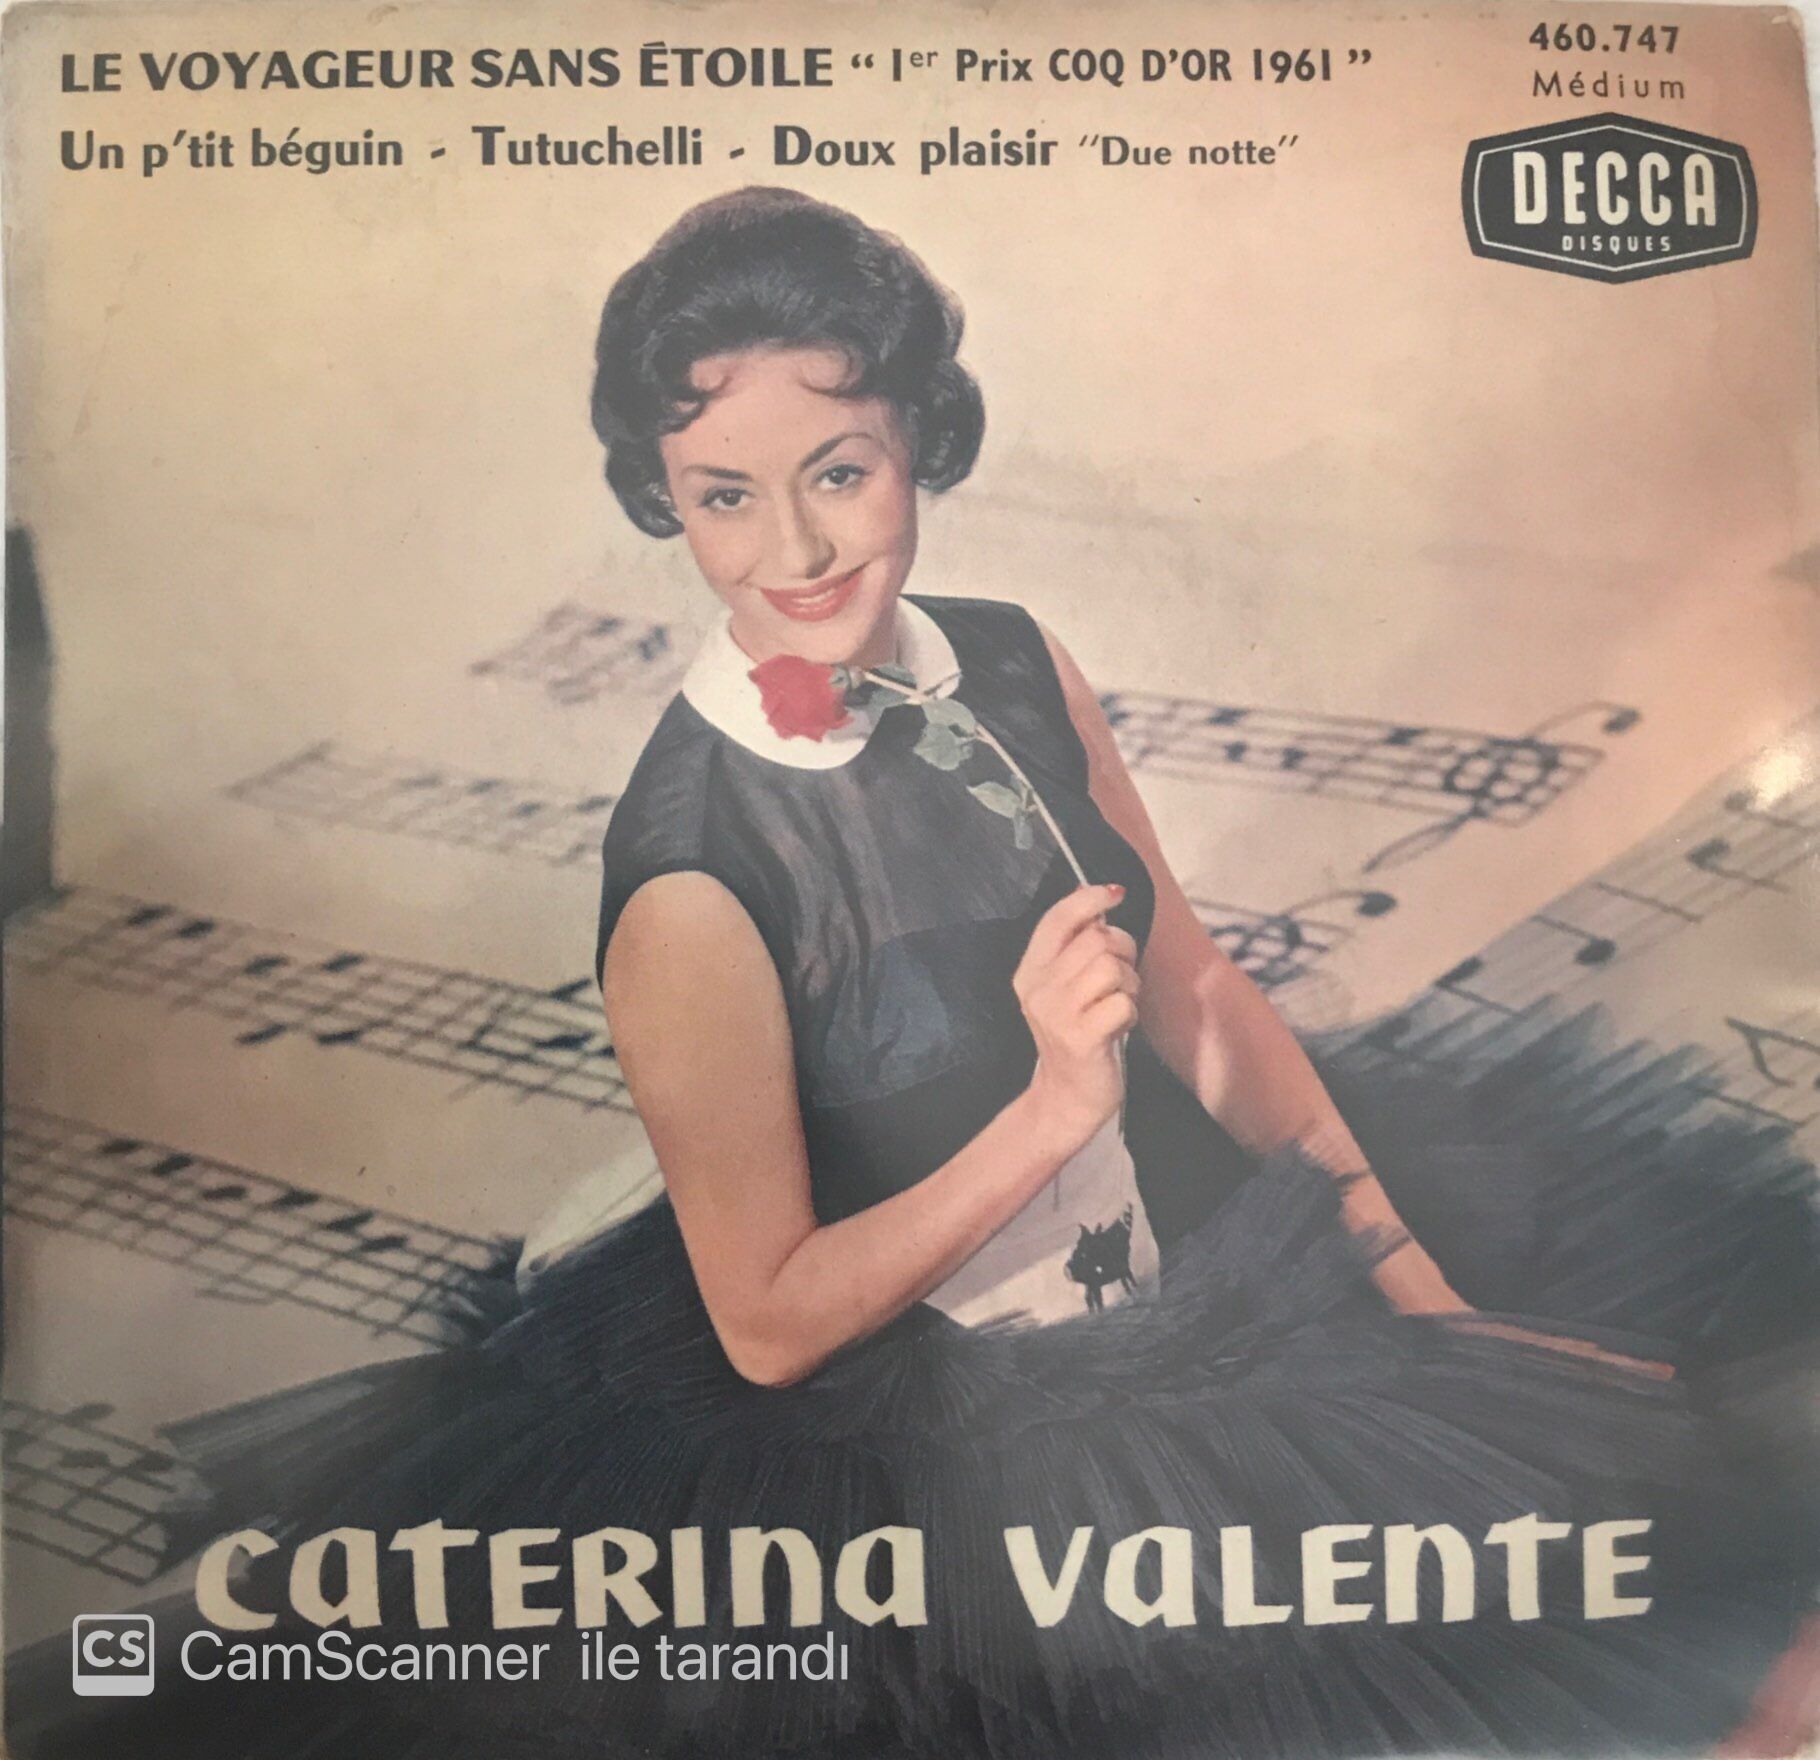 LE VOYAGEUR SANS ÉTOILE “ 1er Prix COQ D'OR 1961 ”
Un p'tit béguin - Tutuchelli - Doux plaisir "Due notte"
460.747
Médium
DECCA
DISQUES
CATERINA VALENTE
CS CamScanner ile tarandı